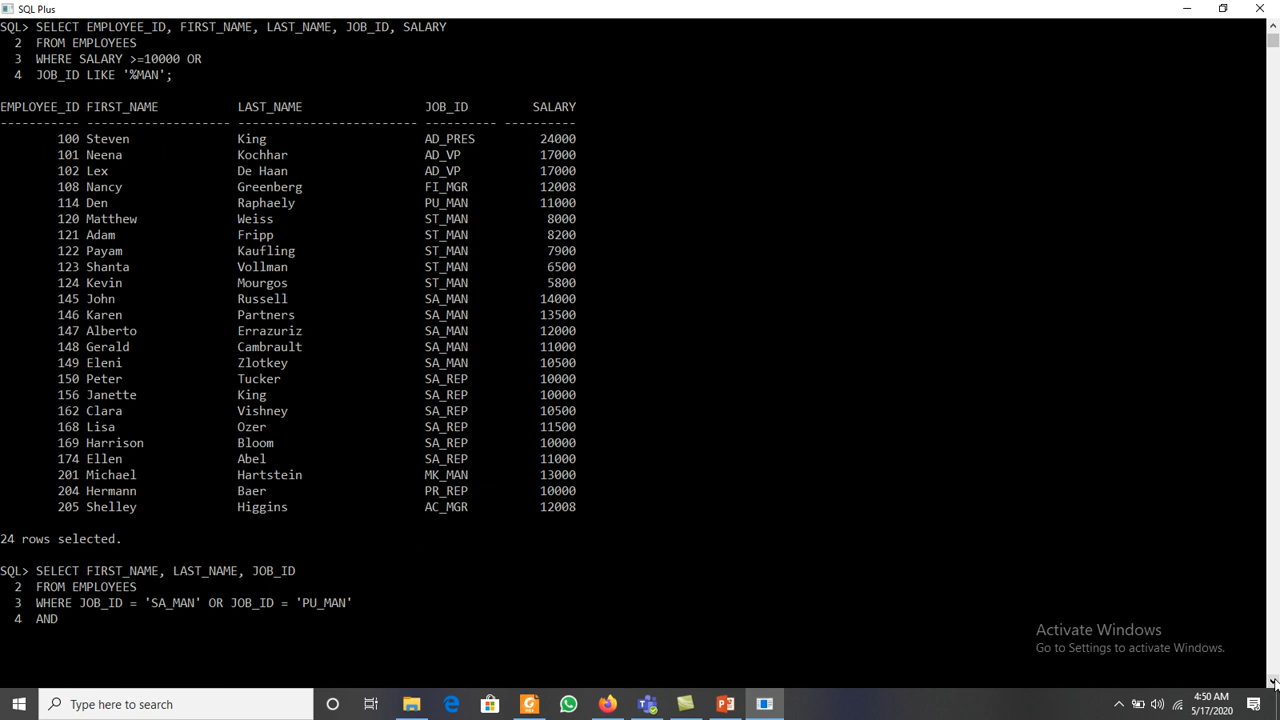 SQL Plus
SQL> SELECT EMPLOYEE_ID, FIRST_NAME, LAST_NAME, JOB_ID, SALARY
2 FROM EMPLOYEES
3 WHERE SALARY >=10000 OR
4 JOB_ID LIKE '%MAN';
EMPLOYEE_ID FIRST_NAME LAST_NAME JOB_ID SALARY
----------- -------------------- ------------------------- ---------- ----------
100 Steven King AD_PRES 24000
101 Neena Kochhar AD_VP 17000
102 Lex De Haan AD_VP 17000
108 Nancy Greenberg FI_MGR 12008
114 Den Raphaely PU_MAN 11000
120 Matthew Weiss ST_MAN 8000
121 Adam Fripp ST_MAN 8200
122 Payam Kaufling ST_MAN 7900
123 Shanta Vollman ST_MAN 6500
124 Kevin Mourgos ST_MAN 5800
145 John Russell SA_MAN 14000
146 Karen Partners SA_MAN 13500
147 Alberto Errazuriz SA_MAN 12000
148 Gerald Cambrault SA_MAN 11000
149 Eleni Zlotkey SA_MAN 10500
150 Peter Tucker SA_REP 10000
156 Janette King SA_REP 10000
162 Clara Vishney SA_REP 10500
168 Lisa Ozer SA_REP 11500
169 Harrison Bloom SA_REP 10000
174 Ellen Abel SA_REP 11000
201 Michael Hartstein MK_MAN 13000
204 Hermann Baer PR_REP 10000
205 Shelley Higgins AC_MGR 12008
24 rows selected.
SQL> SELECT FIRST_NAME, LAST_NAME, JOB_ID
2 FROM EMPLOYEES
3 WHERE JOB_ID = 'SA_MAN' OR JOB_ID = 'PU_MAN'
4 AND
Activate Windows
Go to Settings to activate Windows.
Type here to search
4:50 AM
5/17/2020